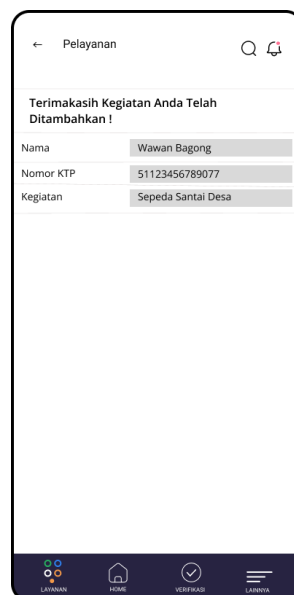 ← Pelayanan
Terimakasih Kegiatan Anda Telah
Ditambahkan !
Nama Wawan Bagong
Nomor KTP 51123456789077
Kegiatan Sepeda Santai Desa
LAYANAN HOME VERIFIKASI LAINNYA